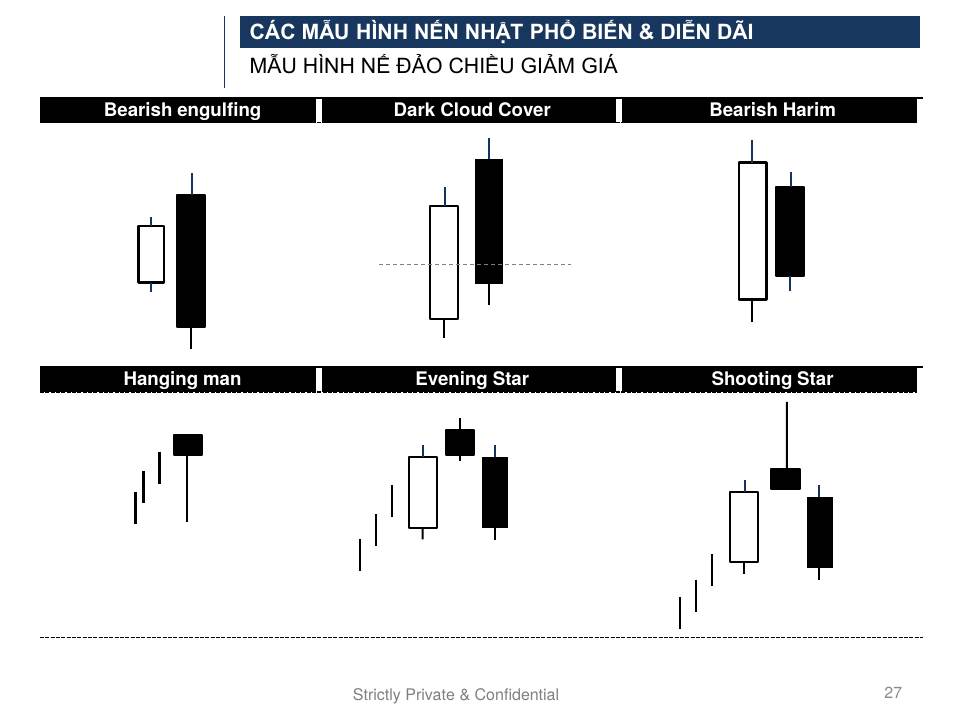 CÁC MẪU HÌNH NẾN NHẬT PHỔ BIẾN & DIỄN DÃI
MẪU HÌNH NẾ ĐẢO CHIỀU GIẢM GIÁ
Bearish engulfing
Dark Cloud Cover
Bearish Harim
Hanging man
Evening Star
Shooting Star
Strictly Private & Confidential
27